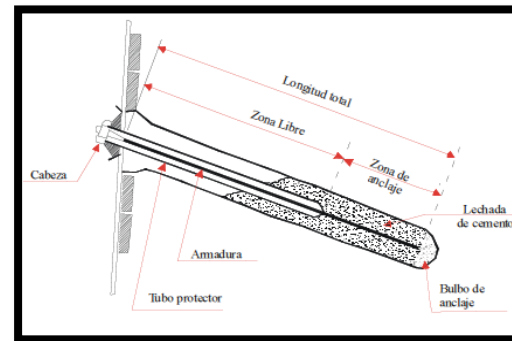 Longitud total
Zona Libre
Zona de
anclaje
Cabeza
Lechada
de cemento
Armadura
Bulbo de
anclaje
Tubo protector